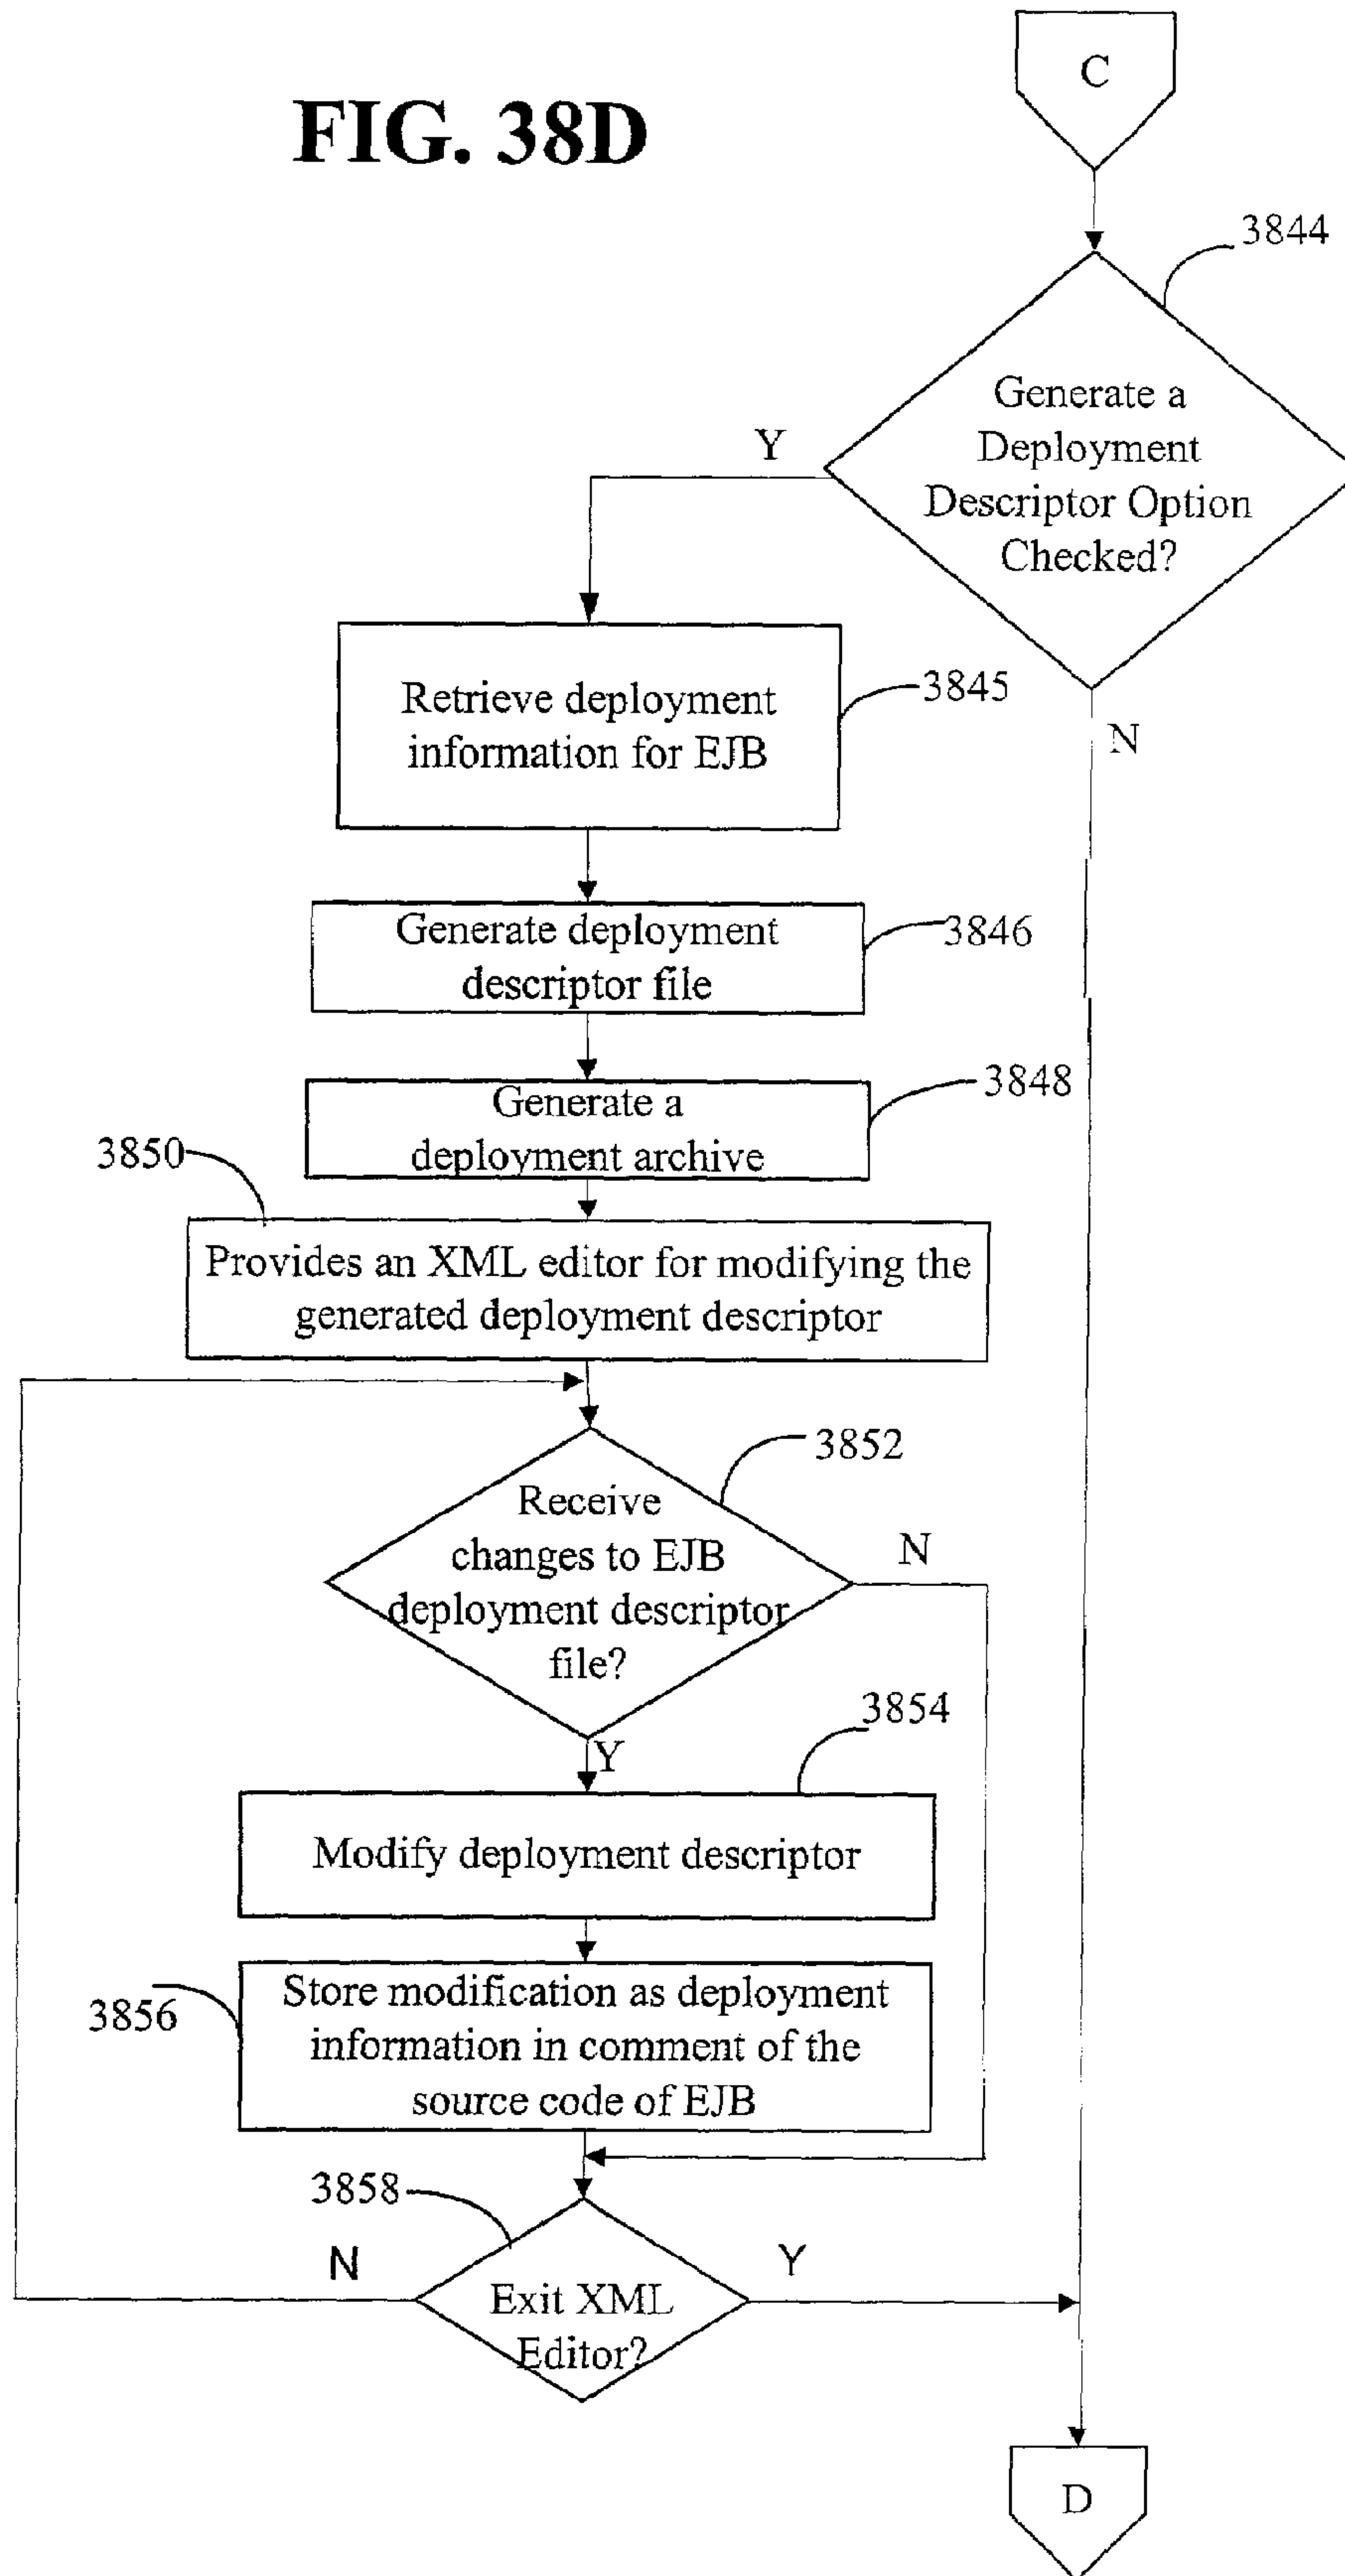 C
FIG. 38D
3844
Generate a
Deployment
Descriptor Option
Checked?
Y
N
Retrieve deployment
information for EJB
3845
Generate deployment
descriptor file
3846
Generate a
deployment archive
3848
3850
Provides an XML editor for modifying the
generated deployment descriptor
3852
Receive
changes to EJB
deployment descriptor
file?
N
Y
3854
Modify deployment descriptor
3856
Store modification as deployment
information in comment of the
source code of EJB
3858
N
Y
Exit XML
Editor?
D